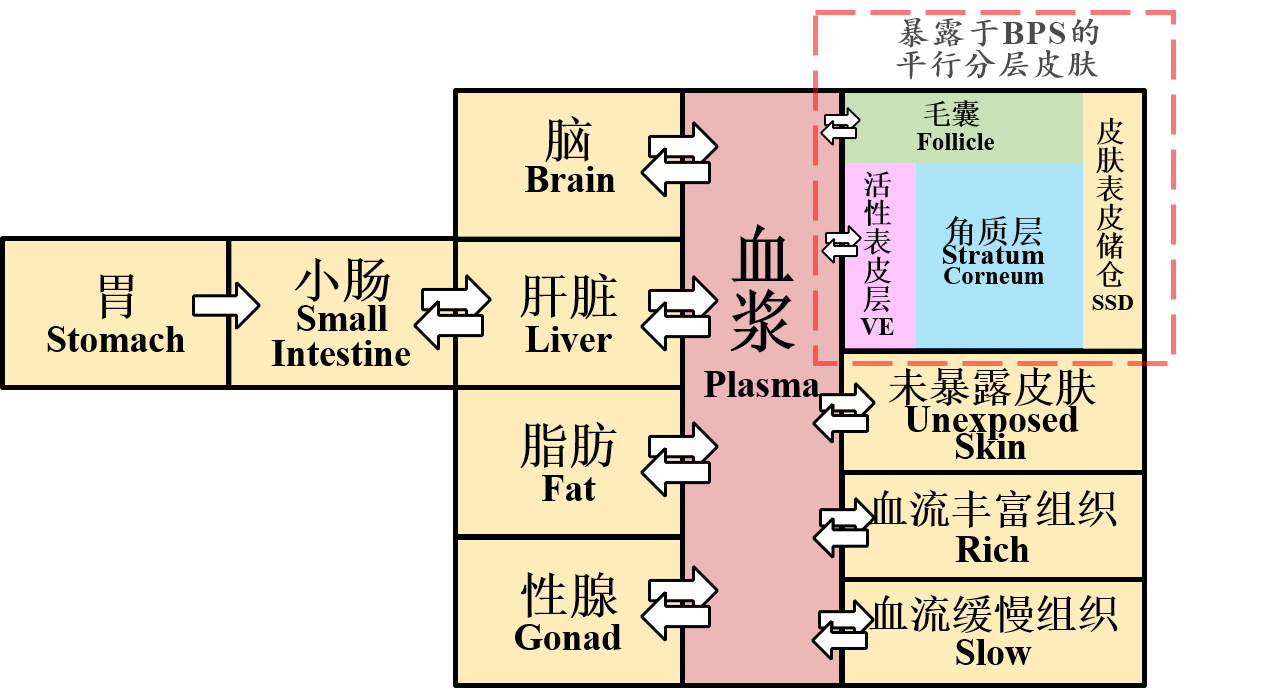 暴露于BPS的
平行分层皮肤
脑
Brain
胃
Stomach
小肠
Small
Intestine
肝脏
Liver
脂肪
Fat
性腺
Gonad
血
浆
Plasma
毛囊
Follicle
活
性
表
皮
层
VE
角质层
Stratum
Corneum
皮
肤
表
皮
储
仓
SSD
未暴露皮肤
Unexposed
Skin
血流丰富组织
Rich
血流缓慢组织
Slow